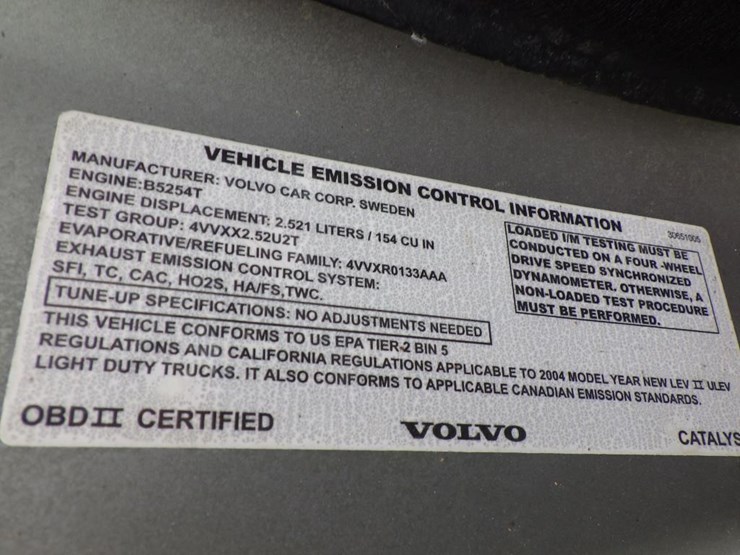 VEHICLE EMISSION CONTROL INFORMATION
30651005
MANUFACTURER: VOLVO CAR CORP. SWEDEN
ENGINE:B5254T
ENGINE DISPLACEMENT: 2.521 LITERS / 154 CU IN
TEST GROUP: 4VVXX2.52U2T
EVAPORATIVE/REFUELING FAMILY: 4VVXR0133AAA
EXHAUST EMISSION CONTROL SYSTEM:
SFI, TC, CAC, HO2S, HA/FS,TWC.
LOADED I/M TESTING MUST BE
CONDUCTED ON A FOUR-WHEEL
DRIVE SPEED SYNCHRONIZED
DYNAMOMETER. OTHERWISE, A
NON-LOADED TEST PROCEDURE
MUST BE PERFORMED.
TUNE-UP SPECIFICATIONS: NO ADJUSTMENTS NEEDED
THIS VEHICLE CONFORMS TO US EPA TIER-2 BIN 5
REGULATIONS AND CALIFORNIA REGULATIONS APPLICABLE TO 2004 MODEL YEAR NEW LEV II ULEV
LIGHT DUTY TRUCKS. IT ALSO CONFORMS TO APPLICABLE CANADIAN EMISSION STANDARDS.
OBDII CERTIFIED
VOLVO
CATALYS